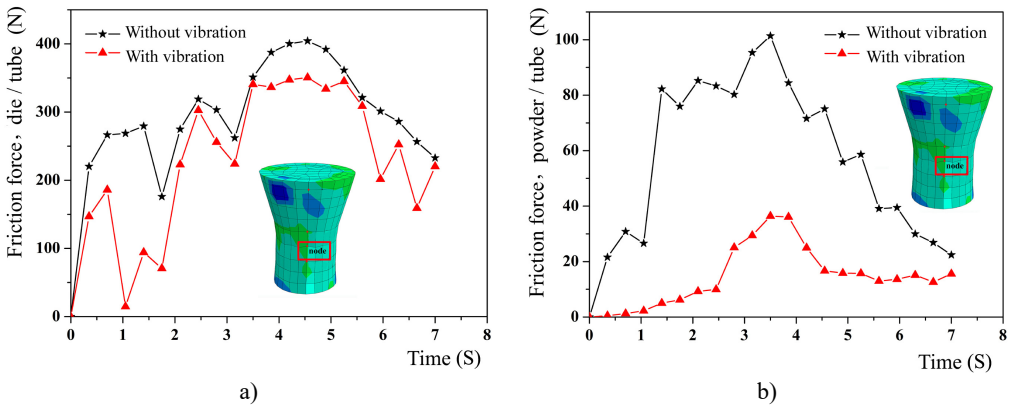 Friction force, die / tube (N)
400
300
200
100
0
Without vibration
With vibration
node
0 1 2 3 4 5 6 7 8
Time (S)
a)
Friction force, powder / tube (N)
100
80
60
40
20
0
Without vibration
With vibration
node
0 1 2 3 4 5 6 7 8
Time (S)
b)